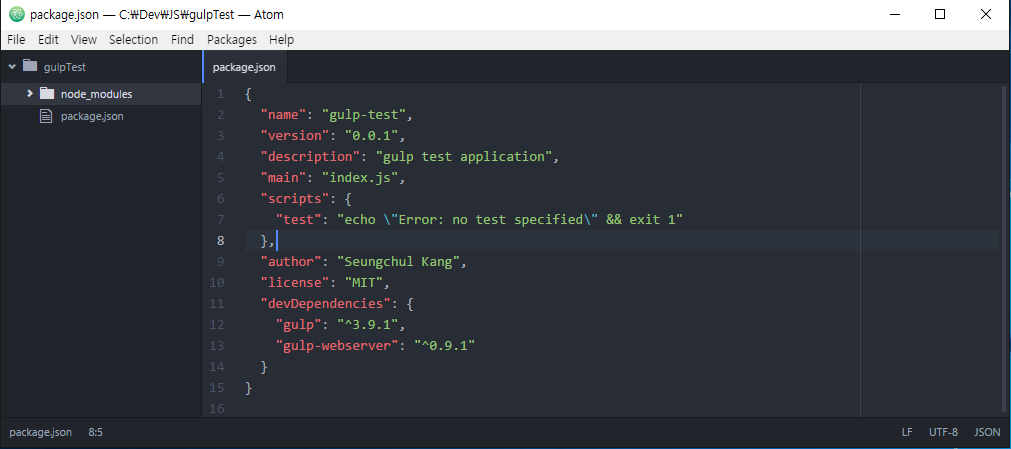 package.json — C:₩Dev₩JS₩gulpTest — Atom
File Edit View Selection Find Packages Help
gulpTest
node_modules
package.json
package.json
1 {
2 "name": "gulp-test",
3 "version": "0.0.1",
4 "description": "gulp test application",
5 "main": "index.js",
6 "scripts": {
7 "test": "echo \"Error: no test specified\" && exit 1"
8 },
9 "author": "Seungchul Kang",
10 "license": "MIT",
11 "devDependencies": {
12 "gulp": "^3.9.1",
13 "gulp-webserver": "^0.9.1"
14 }
15 }
16
package.json 8:5 LF UTF-8 JSON